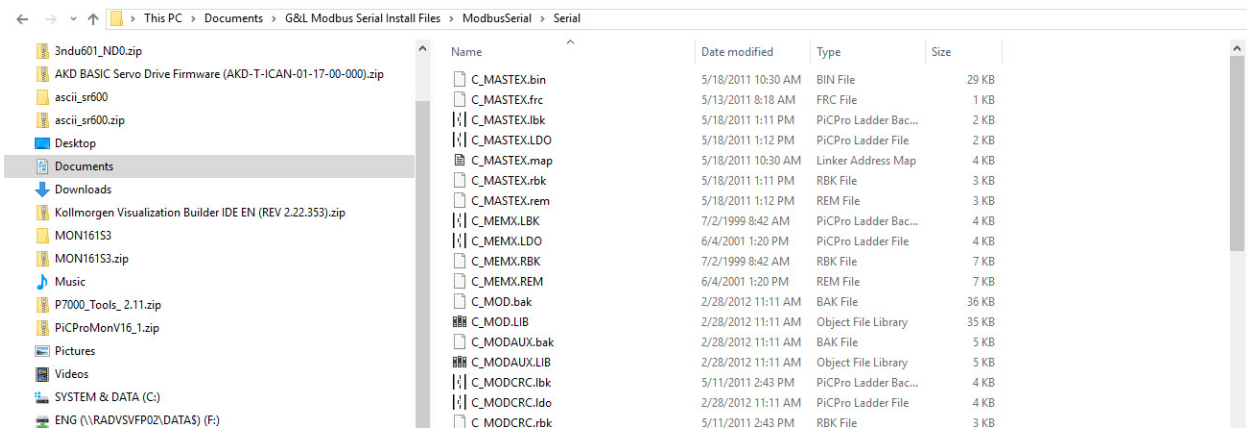 This PC > Documents > G&L Modbus Serial Install Files > ModbusSerial > Serial
3ndu601_ND0.zip
AKD BASIC Servo Drive Firmware (AKD-T-ICAN-01-17-00-000).zip
ascii_sr600
ascii_sr600.zip
Desktop
Documents
Downloads
Kollmorgen Visualization Builder IDE EN (REV 2.22.353).zip
MON161S3
MON161S3.zip
Music
P7000_Tools_ 2.11.zip
PiCProMonV16_1.zip
Pictures
Videos
SYSTEM & DATA (C:)
ENG (\\RADVSVFP02\DATA$) (F:)
Name Date modified Type Size
C_MASTEX.bin 5/18/2011 10:30 AM BIN File 29 KB
C_MASTEX.frc 5/13/2011 8:18 AM FRC File 1 KB
C_MASTEX.lbk 5/18/2011 1:11 PM PiCPro Ladder Bac... 2 KB
C_MASTEX.LDO 5/18/2011 1:12 PM PiCPro Ladder File 2 KB
C_MASTEX.map 5/18/2011 10:30 AM Linker Address Map 4 KB
C_MASTEX.rbk 5/18/2011 1:11 PM RBK File 3 KB
C_MASTEX.rem 5/18/2011 1:12 PM REM File 3 KB
C_MEMX.LBK 7/2/1999 8:42 AM PiCPro Ladder Bac... 4 KB
C_MEMX.LDO 6/4/2001 1:20 PM PiCPro Ladder File 4 KB
C_MEMX.RBK 7/2/1999 8:42 AM RBK File 7 KB
C_MEMX.REM 6/4/2001 1:20 PM REM File 7 KB
C_MOD.bak 2/28/2012 11:11 AM BAK File 36 KB
C_MOD.LIB 2/28/2012 11:11 AM Object File Library 35 KB
C_MODAUX.bak 2/28/2012 11:11 AM BAK File 5 KB
C_MODAUX.LIB 2/28/2012 11:11 AM Object File Library 5 KB
C_MODCRC.lbk 5/11/2011 2:43 PM PiCPro Ladder Bac... 4 KB
C_MODCRC.ldo 2/28/2012 11:11 AM PiCPro Ladder File 4 KB
C_MODCRC.rbk 5/11/2011 2:43 PM RBK File 3 KB